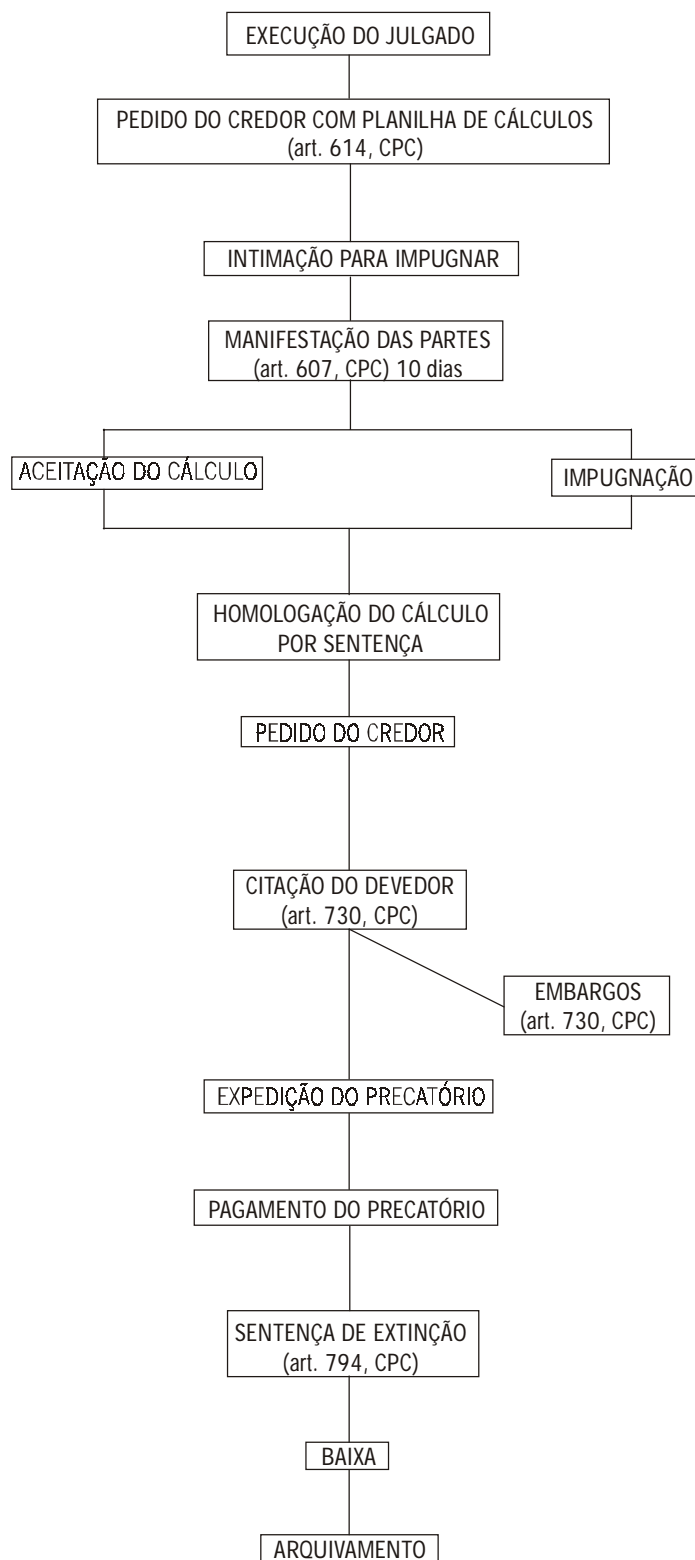 EXECUÇÃO DO JULGADO
PEDIDO DO CREDOR COM PLANILHA DE CÁLCULOS
(art. 614, CPC)
INTIMAÇÃO PARA IMPUGNAR
MANIFESTAÇÃO DAS PARTES
(art. 607, CPC) 10 dias
ACEITAÇÃO DO CÁLCULO
IMPUGNAÇÃO
HOMOLOGAÇÃO DO CÁLCULO
POR SENTENÇA
PEDIDO DO CREDOR
CITAÇÃO DO DEVEDOR
(art. 730, CPC)
EMBARGOS
(art. 730, CPC)
EXPEDIÇÃO DO PRECATÓRIO
PAGAMENTO DO PRECATÓRIO
SENTENÇA DE EXTINÇÃO
(art. 794, CPC)
BAIXA
ARQUIVAMENTO